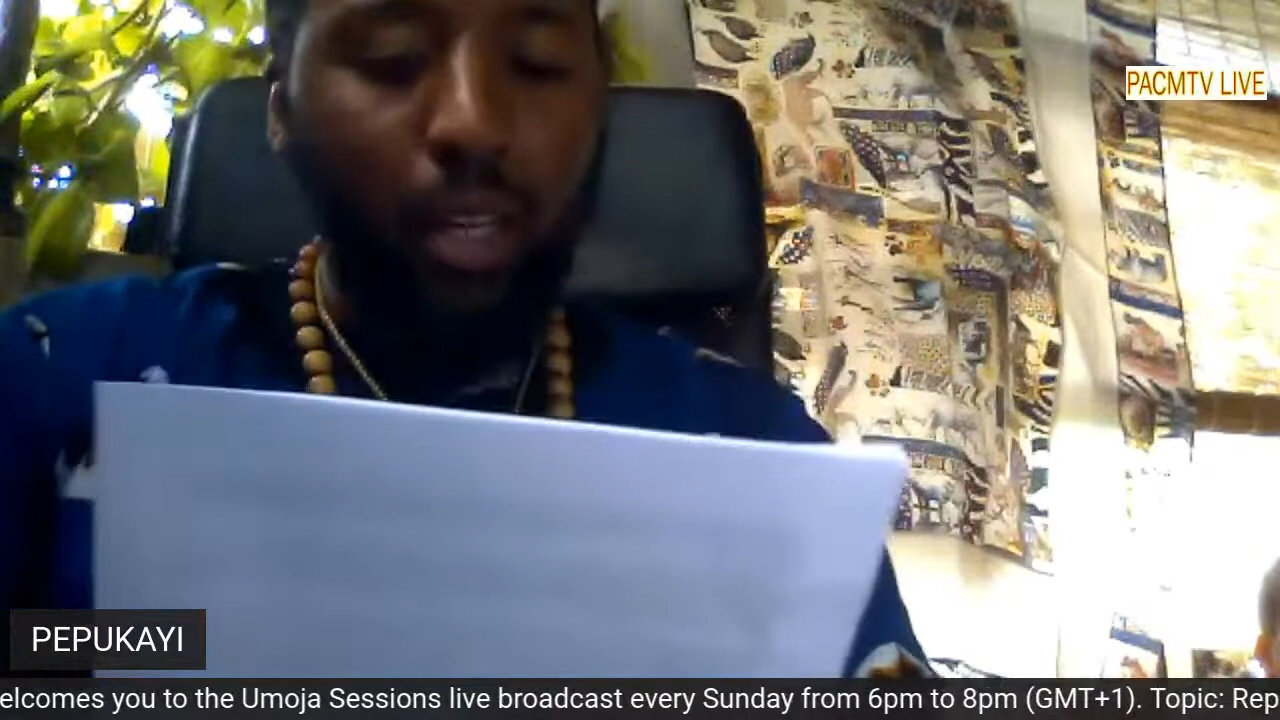 PACMTV LIVE
PEPUKAYI
elcomes you to the Umoja Sessions live broadcast every Sunday from 6pm to 8pm (GMT+1). Topic: Rep